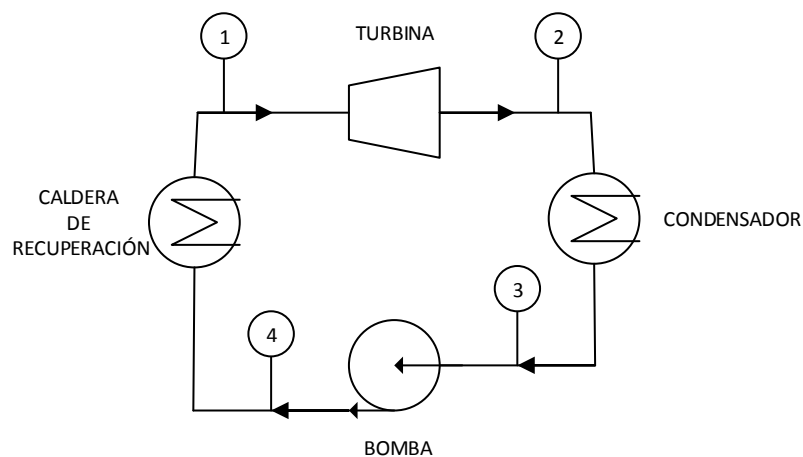 1
TURBINA
2
CALDERA
DE
RECUPERACIÓN
CONDENSADOR
3
4
BOMBA